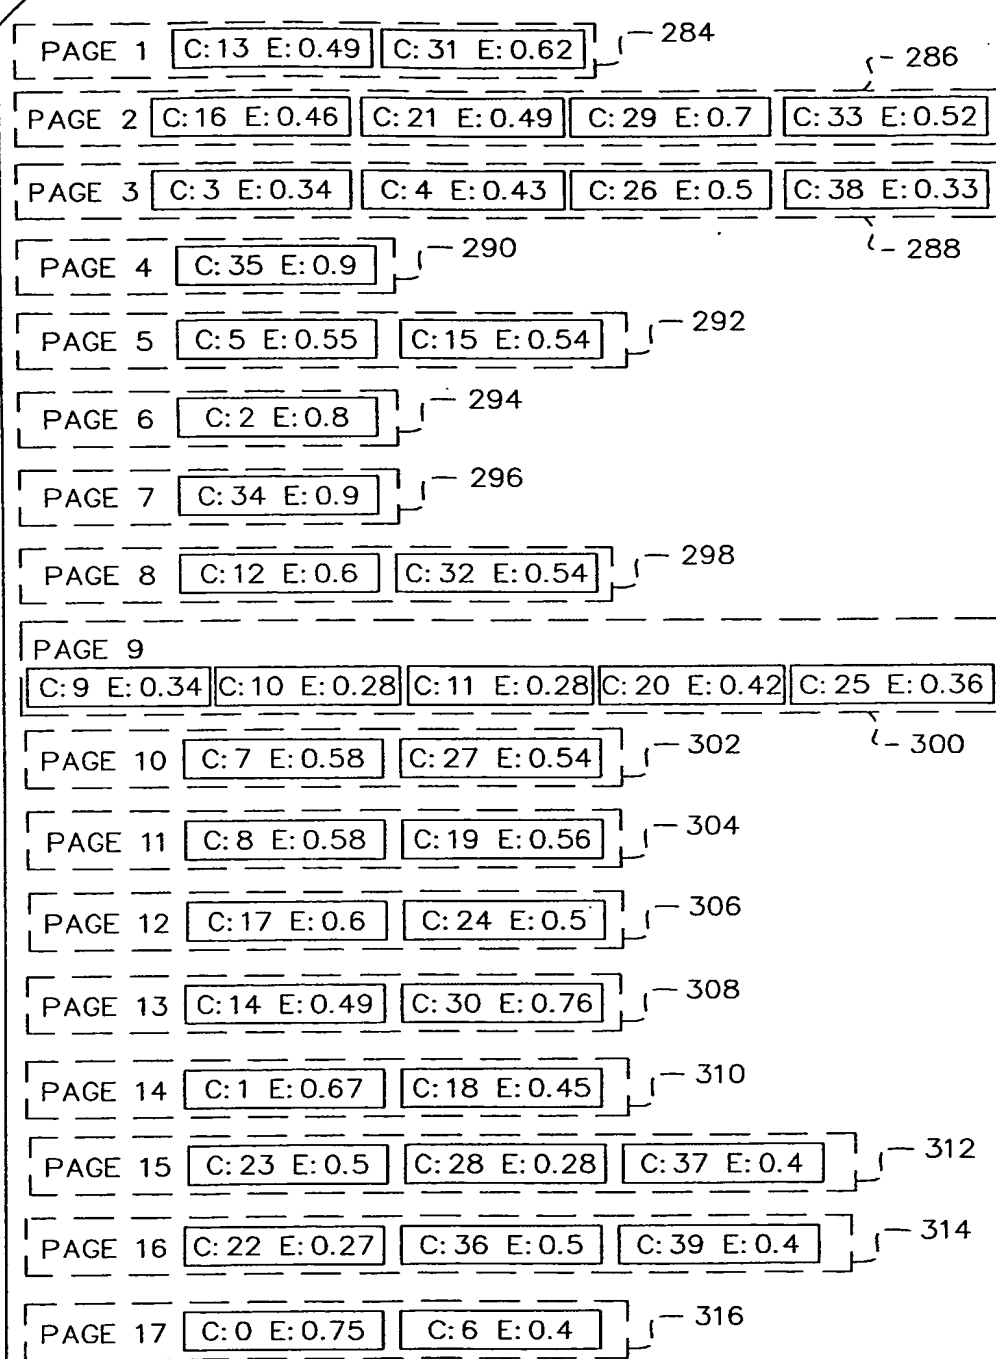 PAGE 1 C:13 E:0.49 C:31 E:0.62 284
286
PAGE 2 C:16 E:0.46 C:21 E:0.49 C:29 E:0.7 C:33 E:0.52
PAGE 3 C:3 E:0.34 C:4 E:0.43 C:26 E:0.5 C:38 E:0.33
288
PAGE 4 C:35 E:0.9 290
PAGE 5 C:5 E:0.55 C:15 E:0.54 292
PAGE 6 C:2 E:0.8 294
PAGE 7 C:34 E:0.9 296
PAGE 8 C:12 E:0.6 C:32 E:0.54 298
PAGE 9
C:9 E:0.34 C:10 E:0.28 C:11 E:0.28 C:20 E:0.42 C:25 E:0.36
300
PAGE 10 C:7 E:0.58 C:27 E:0.54 302
PAGE 11 C:8 E:0.58 C:19 E:0.56 304
PAGE 12 C:17 E:0.6 C:24 E:0.5 306
PAGE 13 C:14 E:0.49 C:30 E:0.76 308
PAGE 14 C:1 E:0.67 C:18 E:0.45 310
PAGE 15 C:23 E:0.5 C:28 E:0.28 C:37 E:0.4 312
PAGE 16 C:22 E:0.27 C:36 E:0.5 C:39 E:0.4 314
PAGE 17 C:0 E:0.75 C:6 E:0.4 316